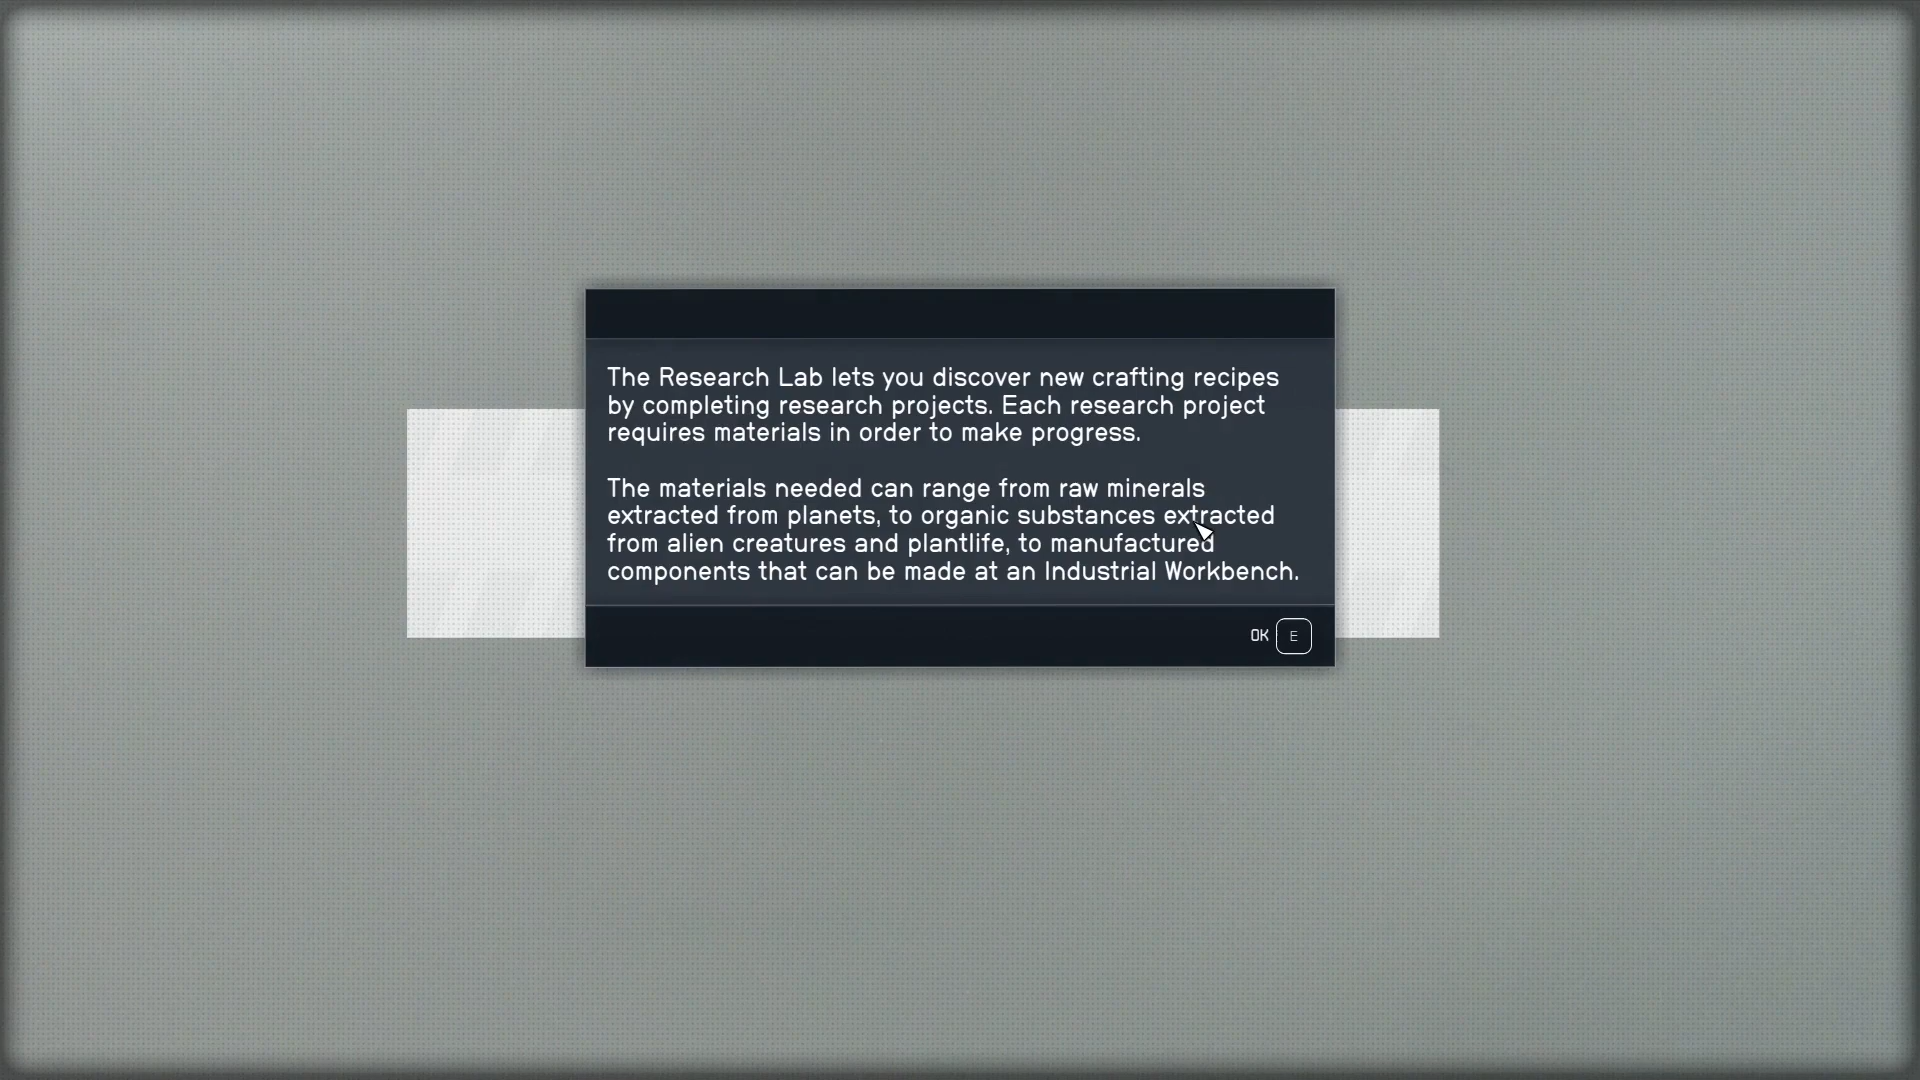 The Research Lab lets you discover new crafting recipes
by completing research projects. Each research project
requires materials in order to make progress.
The materials needed can range from raw minerals
extracted from planets, to organic substances extracted
from alien creatures and plantlife, to manufactured
components that can be made at an Industrial Workbench.
OK E